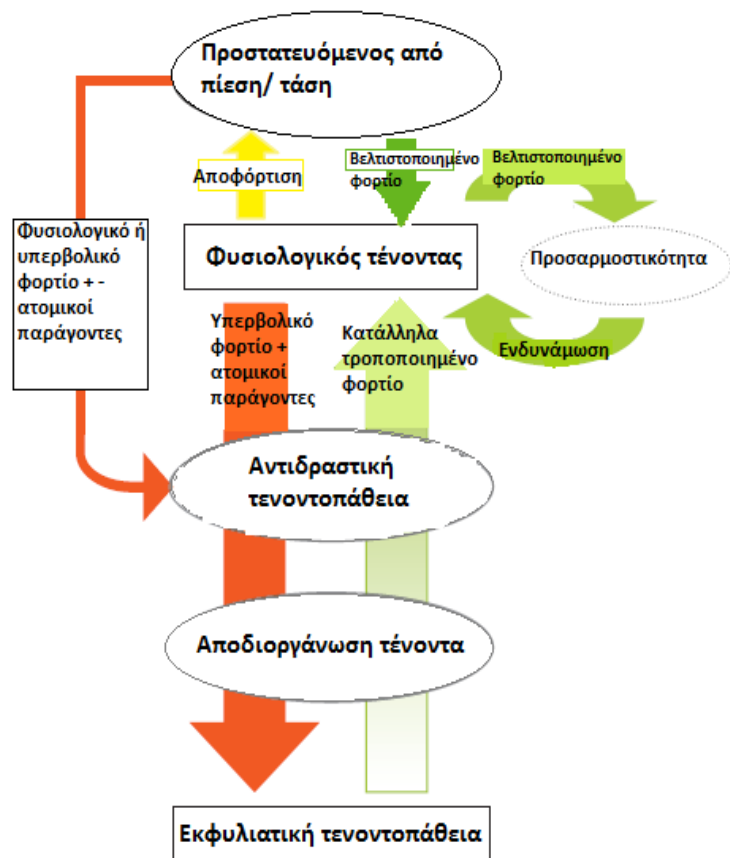 Προστατευόμενος από
πίεση/ τάση
Αποφόρτιση
Βελτιστοποιημένο
φορτίο
Βελτιστοποιημένο
φορτίο
Φυσιολογικό ή
υπερβολικό
φορτίο + -
ατομικοί
παράγοντες
Φυσιολογικός τένοντας
Προσαρμοστικότητα
Ενδυνάμωση
Υπερβολικό
φορτίο +
ατομικοί
παράγοντες
Κατάλληλα
τροποποιημένο
φορτίο
Αντιδραστική
τενοντοπάθεια
Αποδιοργάνωση τένοντα
Εκφυλιατική τενοντοπάθεια